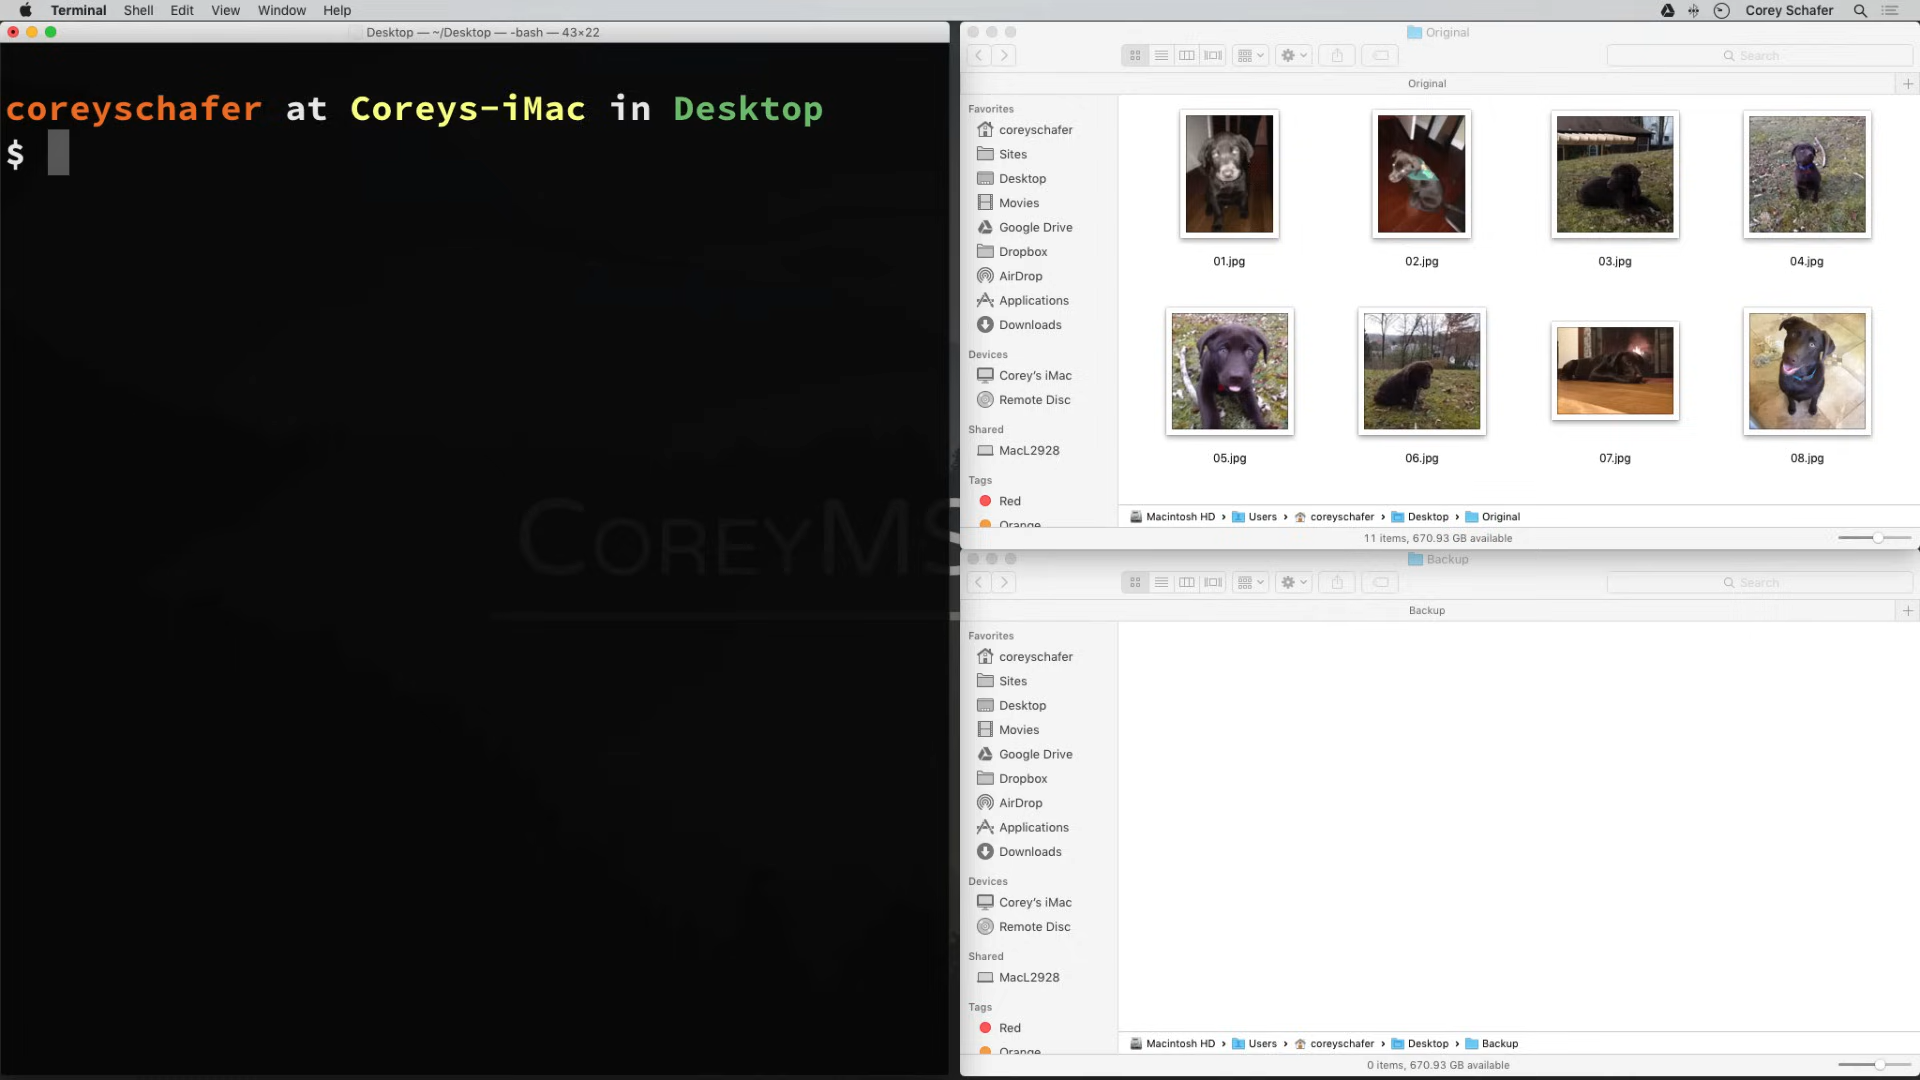 Terminal Shell Edit View Window Help
Corey Schafer
Desktop — ~/Desktop — -bash — 43×22
coreyschafer at Coreys-iMac in Desktop
$
COREYMS
Original
Search
Original
Favorites
coreyschafer
Sites
Desktop
Movies
Google Drive
Dropbox
AirDrop
Applications
Downloads
Devices
Corey's iMac
Remote Disc
Shared
MacL2928
Tags
Red
Orange
01.jpg
02.jpg
03.jpg
04.jpg
05.jpg
06.jpg
07.jpg
08.jpg
Macintosh HD › Users › coreyschafer › Desktop › Original
11 items, 670.93 GB available
Backup
Search
Backup
Favorites
coreyschafer
Sites
Desktop
Movies
Google Drive
Dropbox
AirDrop
Applications
Downloads
Devices
Corey's iMac
Remote Disc
Shared
MacL2928
Tags
Red
Orange
Macintosh HD › Users › coreyschafer › Desktop › Backup
0 items, 670.93 GB available